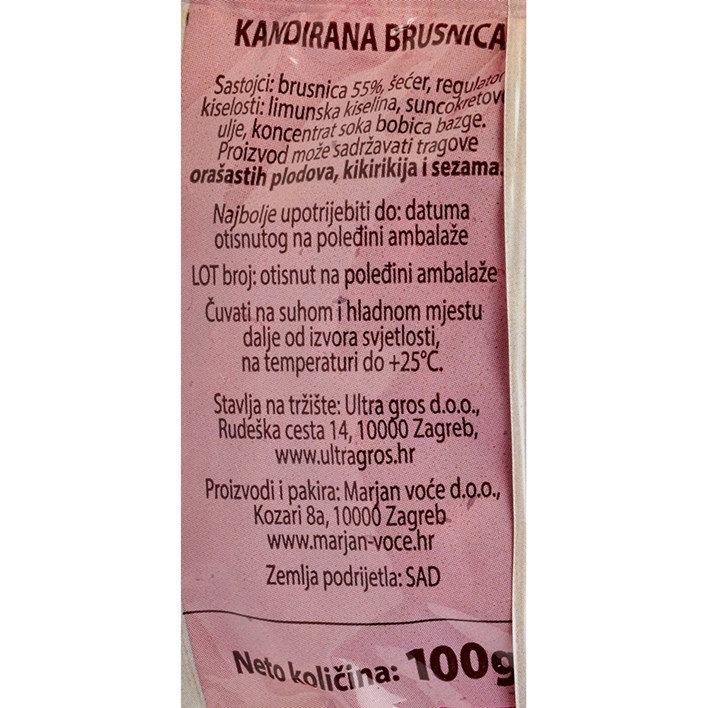 KANDIRANA BRUSNICA
Sastojci: brusnica 55%, šećer, regulator
kiselosti: limunska kiselina, suncokretovo
ulje, koncentrat soka bobica bazge.
Proizvod može sadržavati tragove
orašastih plodova, kikirikija i sezama.
Najbolje upotrijebiti do: datuma
otisnutog na poleđini ambalaže
LOT broj: otisnut na poleđini ambalaže
Čuvati na suhom i hladnom mjestu
dalje od izvora svjetlosti,
na temperaturi do +25°C.
Stavlja na tržište: Ultra gros d.o.o.,
Rudeška cesta 14, 10000 Zagreb,
www.ultragros.hr
Proizvodi i pakira: Marjan voće d.o.o.,
Kozari 8a, 10000 Zagreb
www.marjan-voce.hr
Zemlja podrijetla: SAD
Neto količina: 100g